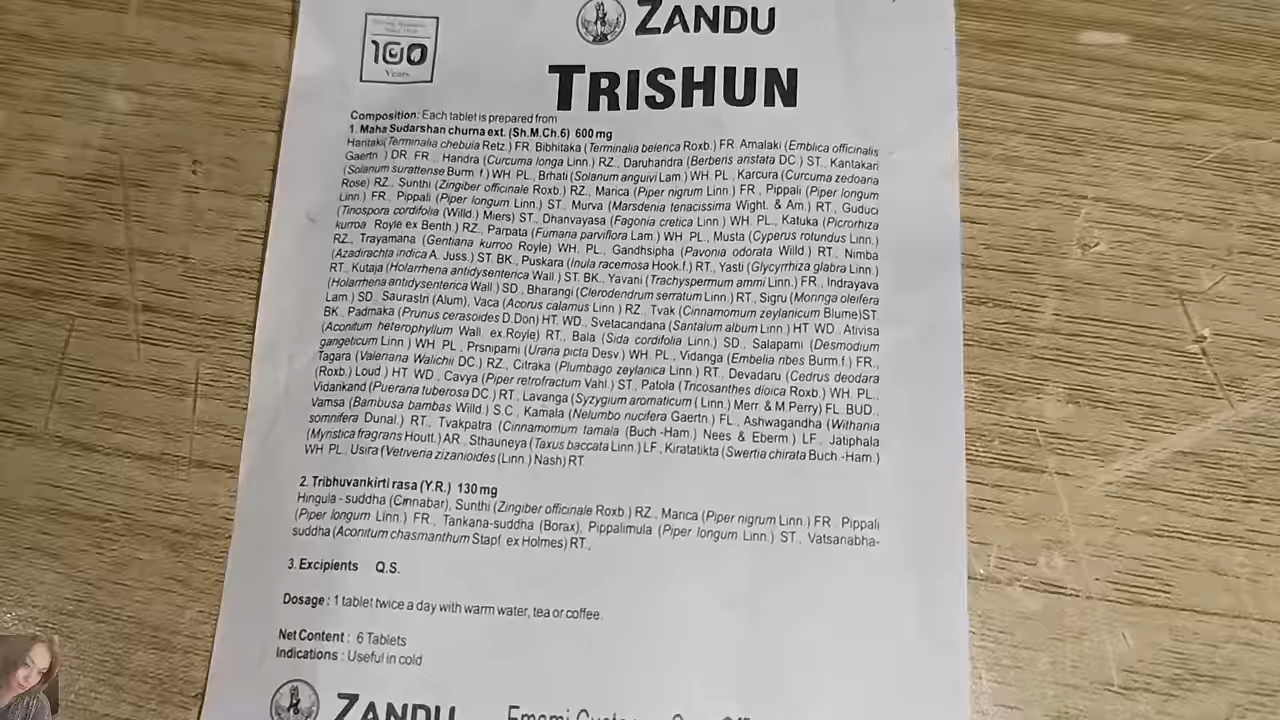 ZANDU
100
Years
TRISHUN
Composition: Each tablet is prepared from
1. Maha Sudarshan churna ext. (Sh.M.Ch.6) 600 mg
Haritaki (Terminalia chebula Retz.) FR. Bibhitaka (Terminalia belerica Roxb.) FR. Amalaki (Emblica officinalis
Gaertn.) DR. FR., Haridra (Curcuma longa Linn.) RZ., Daruharidra (Berberis aristata DC.) ST., Kantakari
(Solanum surattense Burm. f.) WH. PL., Brhati (Solanum anguivi Lam.) WH. PL., Karcura (Curcuma zedoaria
Rose) RZ., Sunthi (Zingiber officinale Roxb.) RZ., Marica (Piper nigrum Linn.) FR., Pippali (Piper longum
Linn.) FR., Pippali (Piper longum Linn.) ST., Murva (Marsdenia tenacissima Wight. & Arn.) RT., Guduci
(Tinospora cordifolia (Willd.) Miers) ST., Dhanvayasa (Fagonia cretica Linn.) WH. PL., Katuka (Picrorhiza
kurroa Royle ex Benth.) RZ., Parpata (Fumaria parviflora Lam.) WH. PL., Musta (Cyperus rotundus Linn.)
RZ., Trayamana (Gentiana kurroo Royle) WH. PL., Gandhsipha (Pavonia odorata Willd.) RT., Nimba
(Azadirachta indica A. Juss.) ST. BK., Puskara (Inula racemosa Hook.f.) RT., Yasti (Glycyrrhiza glabra Linn.)
RT., Kutaja (Holarrhena antidysenterica Wall.) ST. BK., Yavani (Trachyspermum ammi Linn.) FR., Indrayava
(Holarrhena antidysenterica Wall.) SD., Bharangi (Clerodendrum serratum Linn.) RT., Sigru (Moringa oleifera
Lam.) SD., Saurastri (Alum), Vaca (Acorus calamus Linn.) RZ., Tvak (Cinnamomum zeylanicum Blume) ST.
BK., Padmaka (Prunus cerasoides D.Don) HT. WD., Svetacandana (Santalum album Linn.) HT. WD., Ativisa
(Aconitum heterophyllum Wall. ex.Royle) RT., Bala (Sida cordifolia Linn.) SD., Salaparni (Desmodium
gangeticum Linn.) WH. PL., Prsniparni (Uraria picta Desv.) WH. PL., Vidanga (Embelia ribes Burm.f.) FR.,
Tagara (Valeriana Walichii DC.) RZ., Citraka (Plumbago zeylanica Linn.) RT., Devadaru (Cedrus deodara
(Roxb.) Loud.) HT. WD., Cavya (Piper retrofractum Vahl.) ST., Patola (Tricosanthes dioica Roxb.) WH. PL.,
Vidarikand (Pueraria tuberosa DC.) RT., Lavanga (Syzygium aromaticum (Linn.) Merr. & M.Perry) FL. BUD.,
Vamsa (Bambusa bambas Willd.) S.C., Kamala (Nelumbo nucifera Gaertn.) FL., Ashwagandha (Withania
somnifera Dunal.) RT., Tvakpatra (Cinnamomum tamala (Buch.-Ham.) Nees & Eberm.) LF., Jatiphala
(Myristica fragrans Houtt.) AR., Sthauneya (Taxus baccata Linn.) LF., Kiratatikta (Swertia chirata Buch.-Ham.)
WH. PL., Usira (Vetiveria zizanioides (Linn.) Nash) RT.
2. Tribhuvankirti rasa (Y.R.) 130 mg
Hingula - suddha (Cinnabar), Sunthi (Zingiber officinale Roxb.) RZ., Marica (Piper nigrum Linn.) FR., Pippali
(Piper longum Linn.) FR., Tankana-suddha (Borax), Pippalimula (Piper longum Linn.) ST., Vatsanabha-
suddha (Aconitum chasmanthum Stapf. ex Holmes) RT.,
3. Excipients Q.S.
Dosage : 1 tablet twice a day with warm water, tea or coffee.
Net Content : 6 Tablets
Indications : Useful in cold
ZANDU
Emami